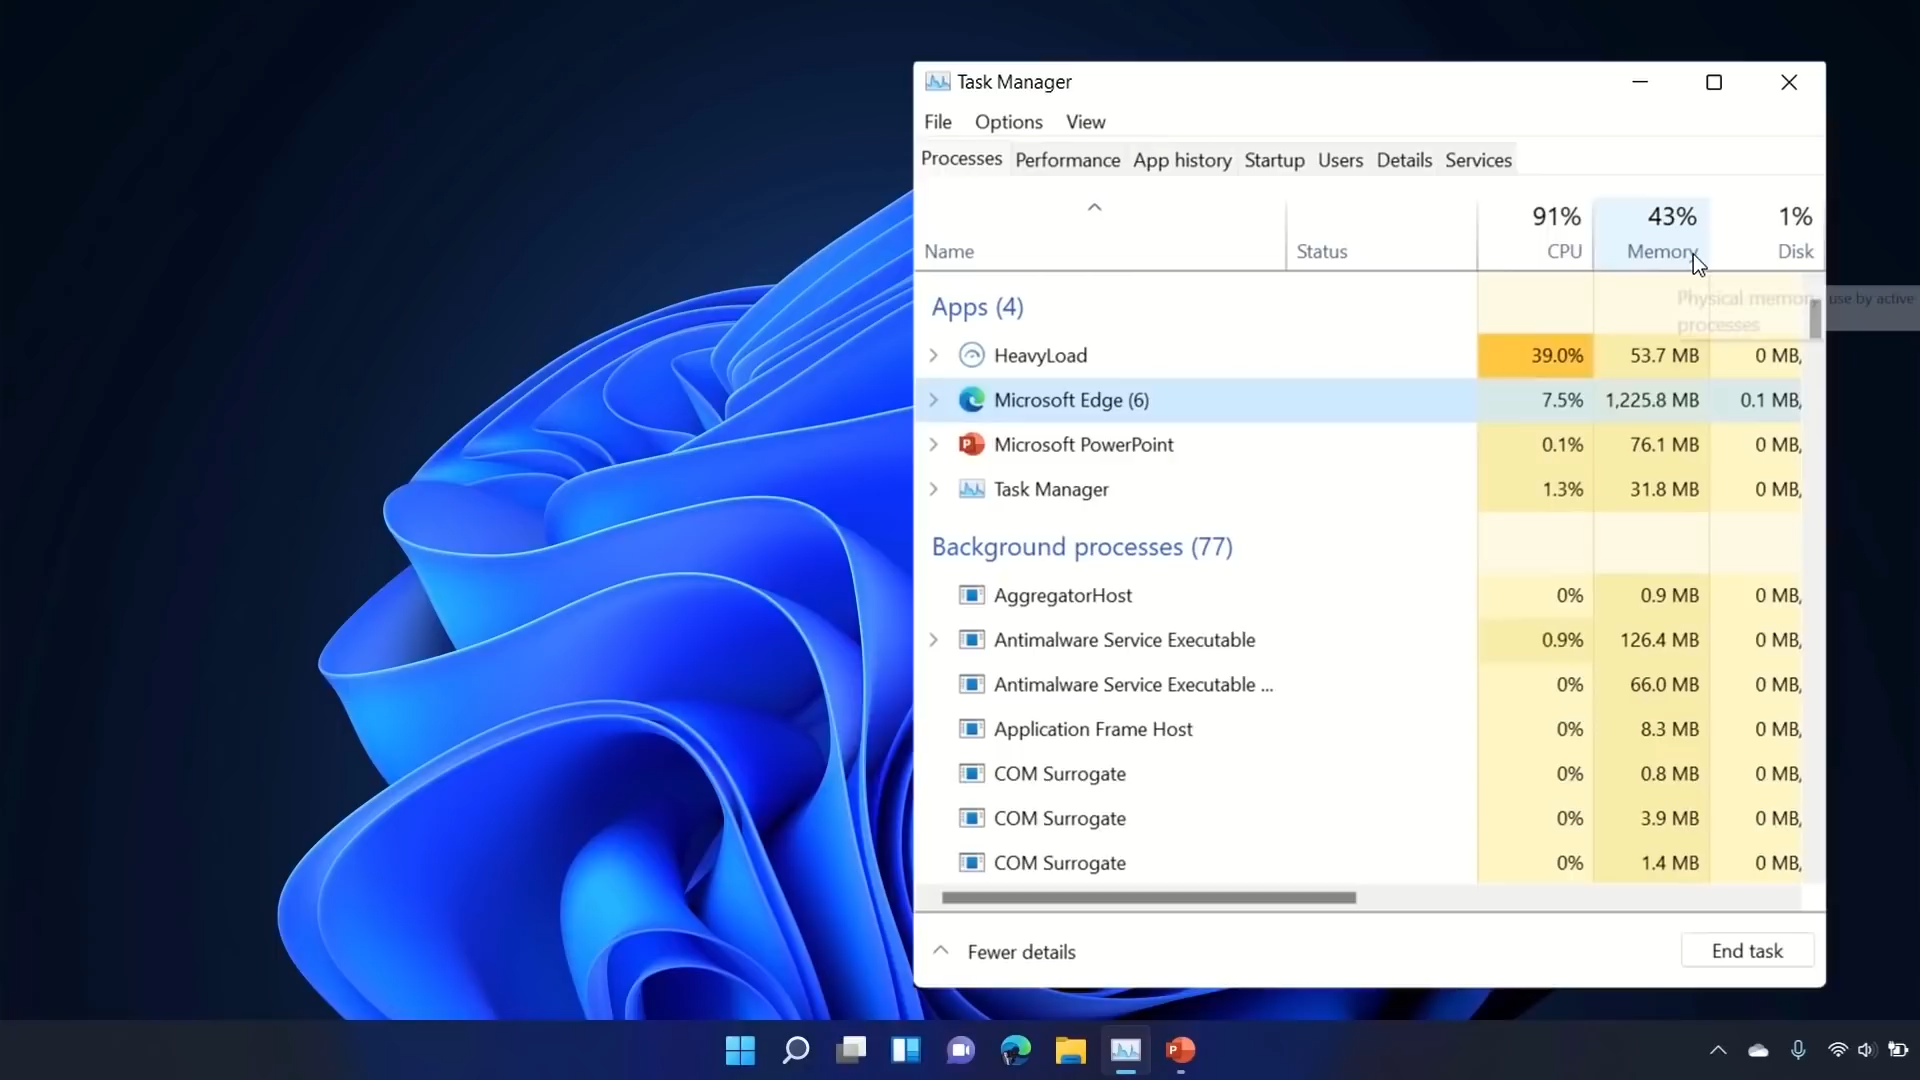 Task Manager
File Options View
Processes Performance App history Startup Users Details Services
91% 43% 1%
Name Status CPU Memory Disk
Apps (4)
Physical memory use by active
processes
HeavyLoad 39.0% 53.7 MB 0 MB,
Microsoft Edge (6) 7.5% 1,225.8 MB 0.1 MB,
Microsoft PowerPoint 0.1% 76.1 MB 0 MB,
Task Manager 1.3% 31.8 MB 0 MB,
Background processes (77)
AggregatorHost 0% 0.9 MB 0 MB,
Antimalware Service Executable 0.9% 126.4 MB 0 MB,
Antimalware Service Executable ... 0% 66.0 MB 0 MB,
Application Frame Host 0% 8.3 MB 0 MB,
COM Surrogate 0% 0.8 MB 0 MB,
COM Surrogate 0% 3.9 MB 0 MB,
COM Surrogate 0% 1.4 MB 0 MB,
Fewer details End task